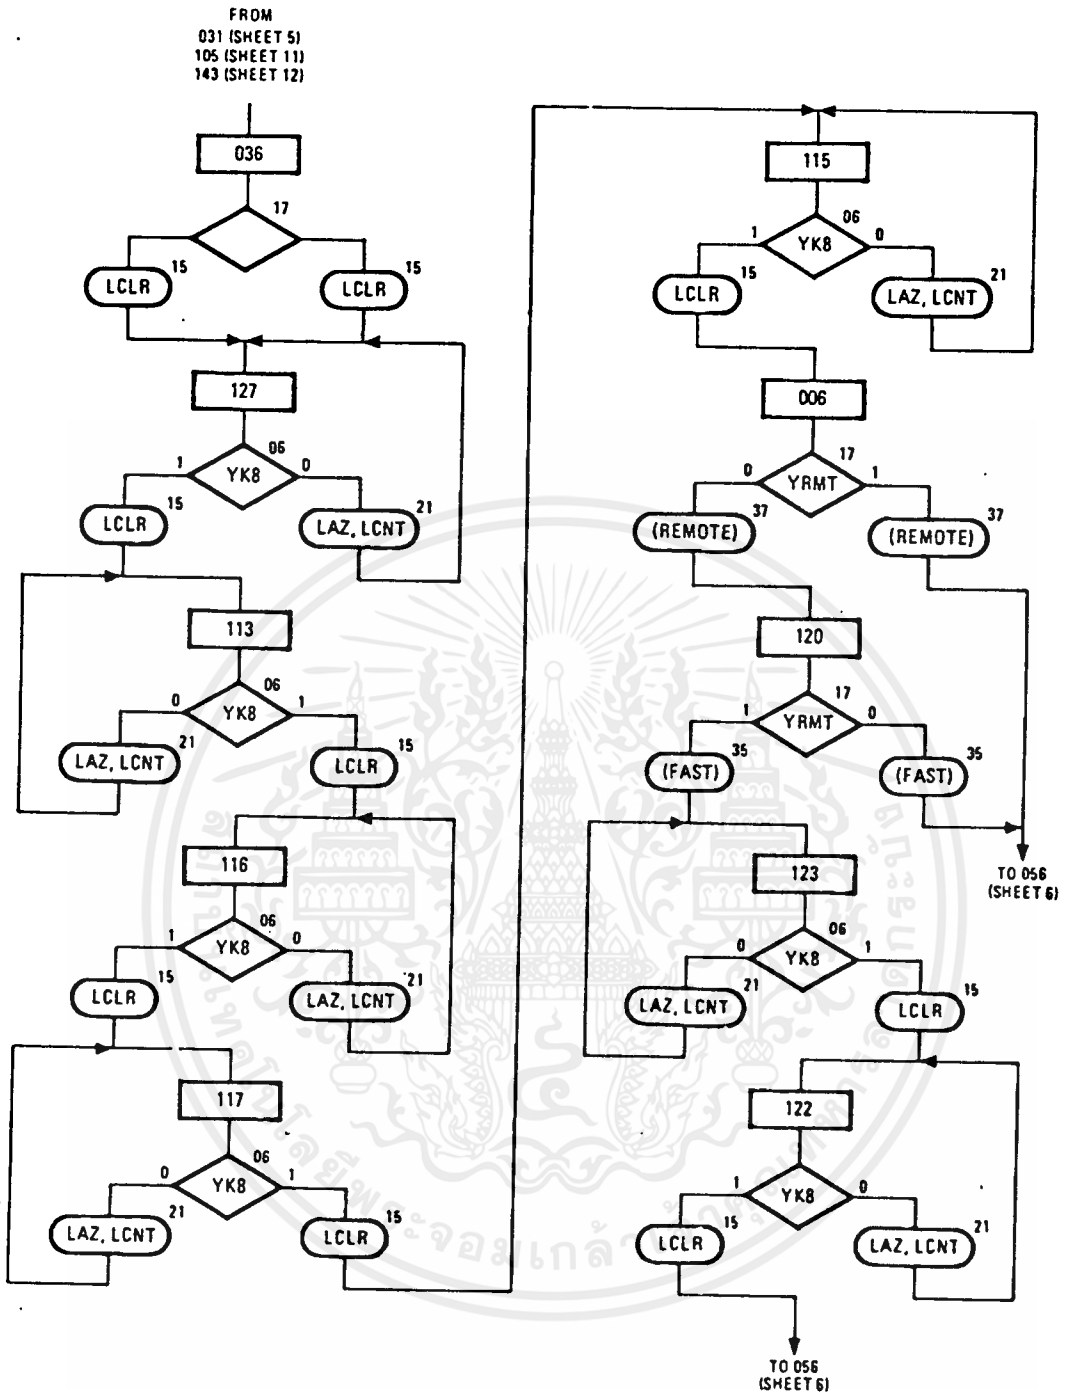 FROM
031 (SHEET 5)
105 (SHEET 11)
143 (SHEET 12)
036
17
LCLR 15
LCLR 15
127
YK8 06
1
0
LCLR 15
LAZ, LCNT 21
113
YK8 06
0
1
LAZ, LCNT 21
LCLR 15
116
YK8 06
1
0
LCLR 15
LAZ, LCNT 21
117
YK8 06
0
1
LAZ, LCNT 21
LCLR 15
115
YK8 06
1
0
LCLR 15
LAZ, LCNT 21
006
YRMT 17
0
1
(REMOTE) 37
(REMOTE) 37
120
YRMT 17
1
0
(FAST) 35
(FAST) 35
TO 056
(SHEET 6)
123
YK8 06
0
1
LAZ, LCNT 21
LCLR 15
122
YK8 06
1
0
LCLR 15
LAZ, LCNT 21
TO 056
(SHEET 6)